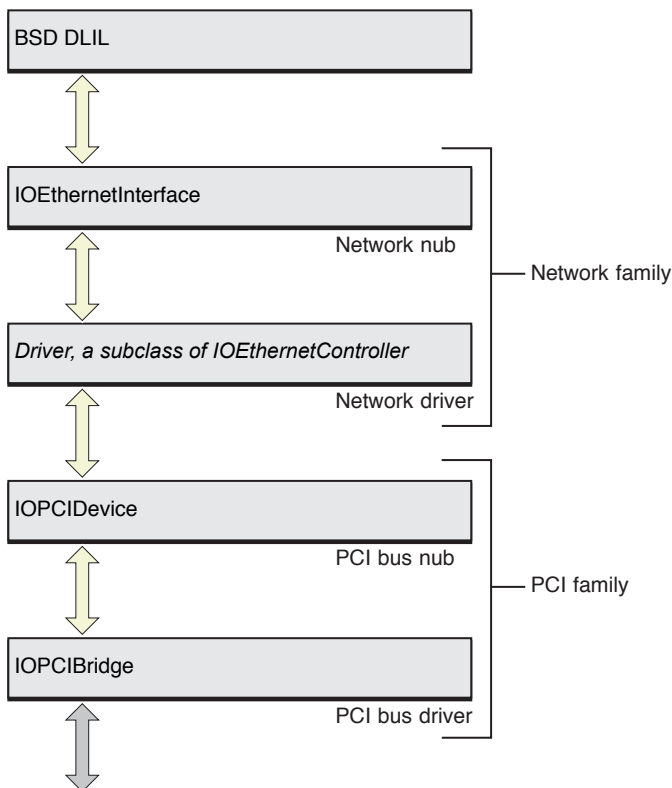 BSD DLIL
IOEthernetInterface
Network nub
Network family
Driver, a subclass of IOEthernetController
Network driver
IOPCIDevice
PCI bus nub
PCI family
IOPCIBridge
PCI bus driver